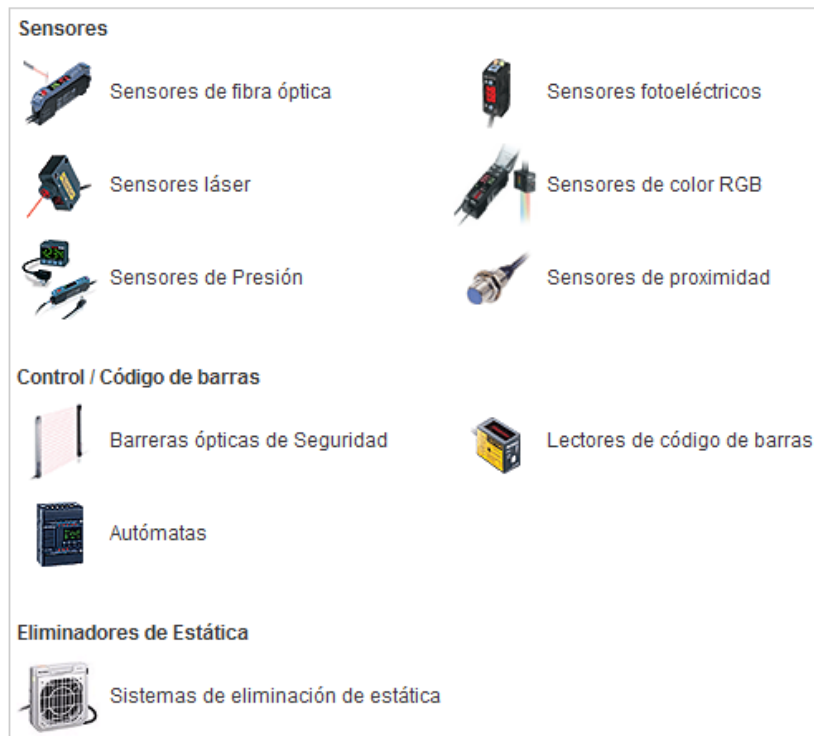 Sensores
Sensores de fibra óptica
Sensores fotoeléctricos
Sensores láser
Sensores de color RGB
Sensores de Presión
Sensores de proximidad
Control / Código de barras
Barreras ópticas de Seguridad
Lectores de código de barras
Autómatas
Eliminadores de Estática
Sistemas de eliminación de estática